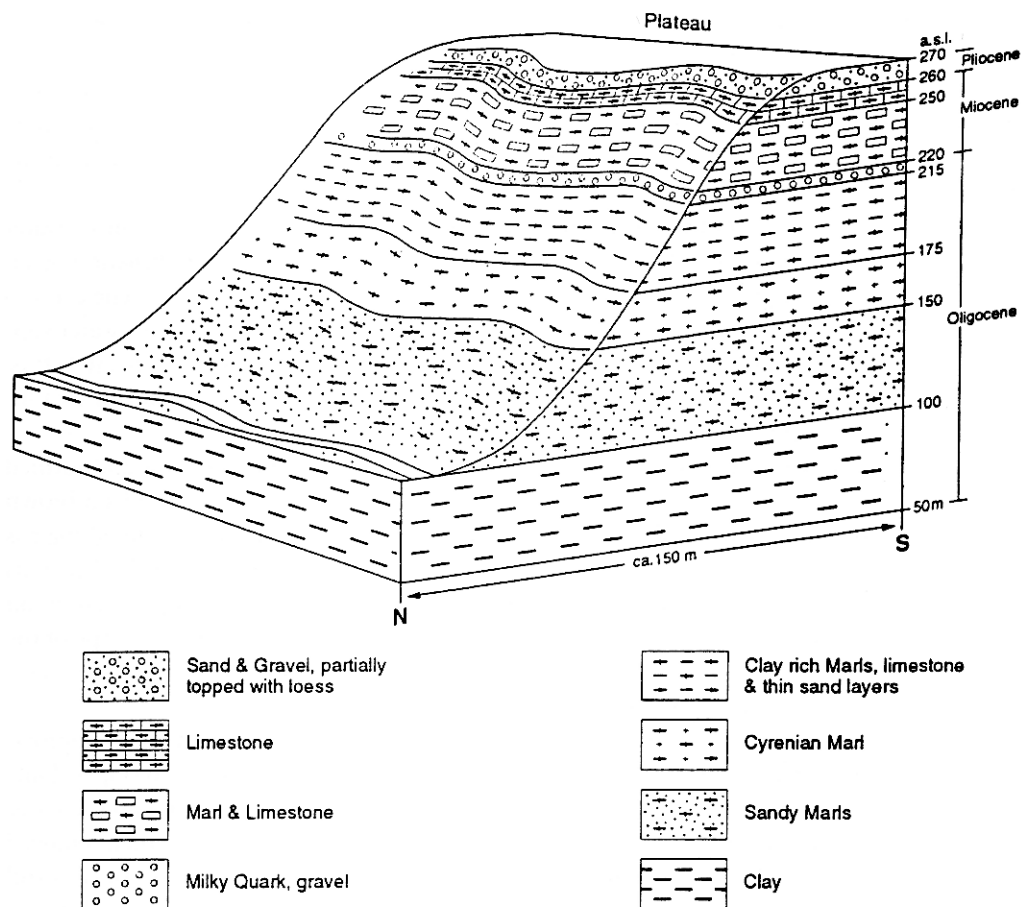 Plateau
a.s.l.
270
Pliocene
260
250
Miocene
220
215
175
150
Oligocene
100
50m
S
ca.150 m
N
Sand & Gravel, partially
topped with loess
Limestone
Marl & Limestone
Milky Quark, gravel
Clay rich Marls, limestone
& thin sand layers
Cyrenian Marl
Sandy Marls
Clay